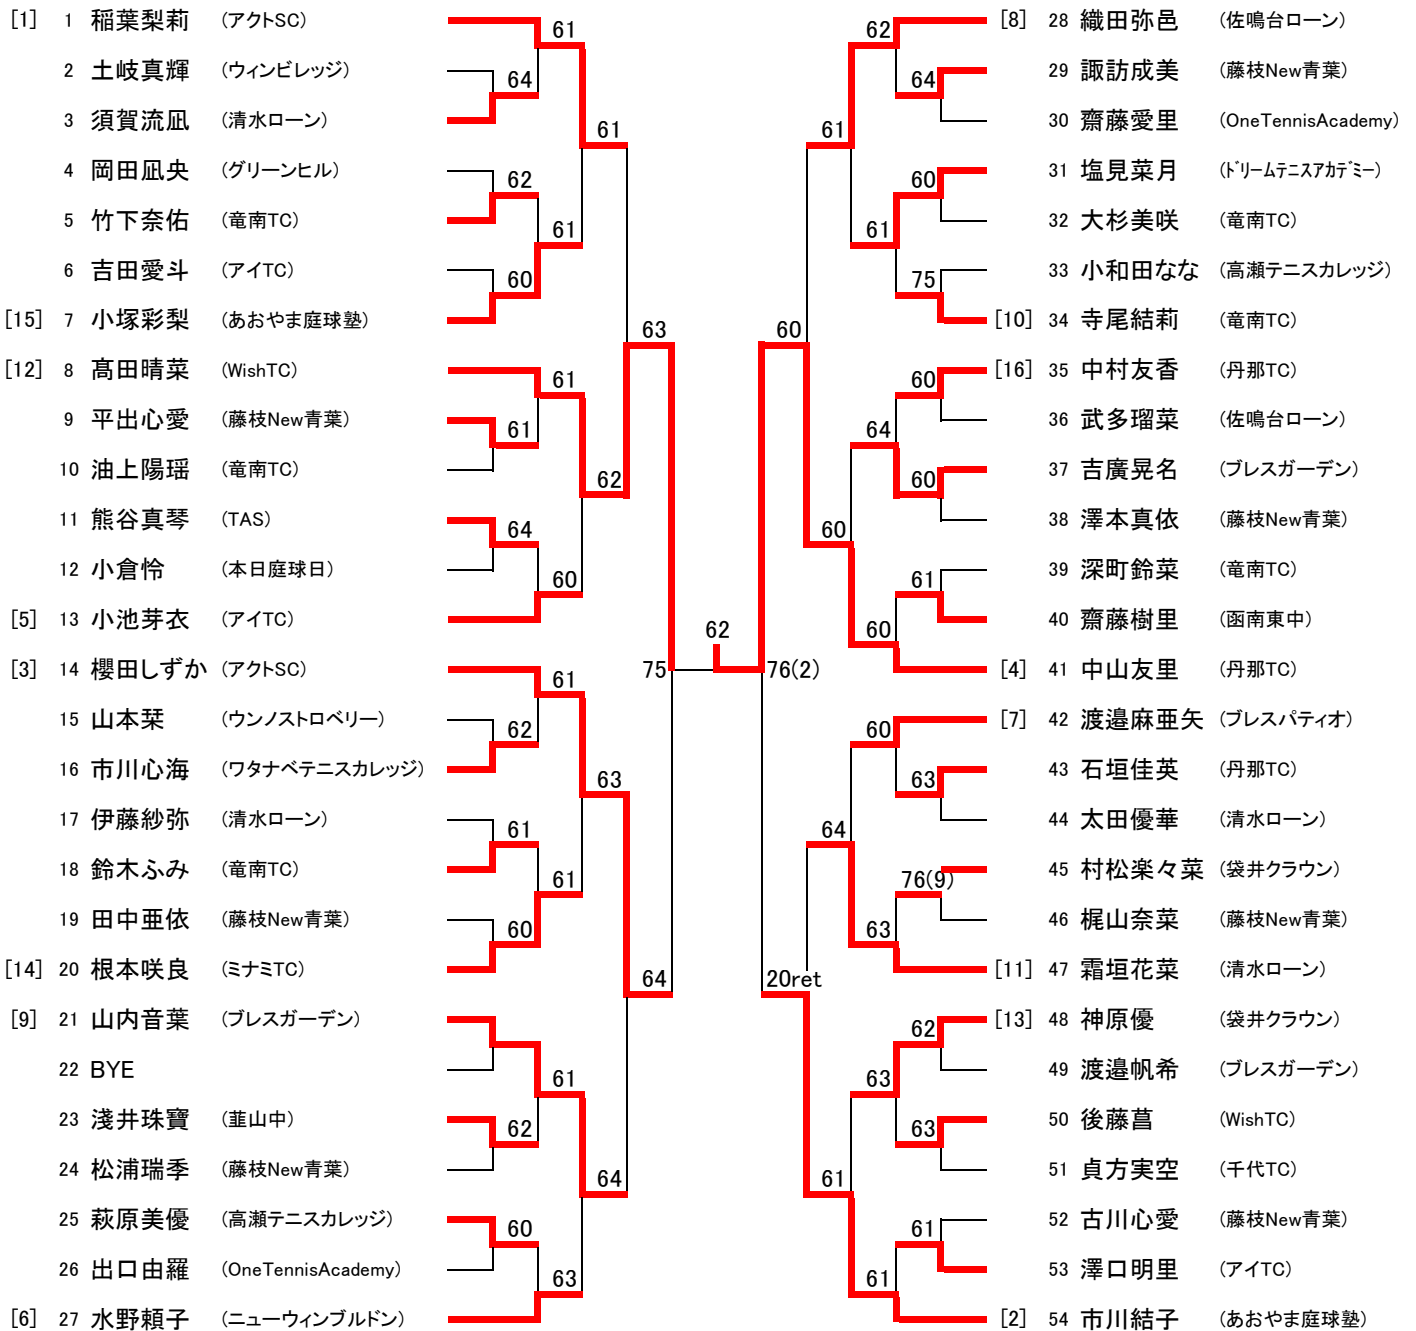 [1] 1 稲葉梨莉 (アクトSC)
2 土岐真輝 (ウィンビレッジ)
3 須賀流凪 (清水ローン)
4 岡田凪央 (グリーンヒル)
5 竹下奈佑 (竜南TC)
6 吉田愛斗 (アイTC)
[15] 7 小塚彩梨 (あおやま庭球塾)
[12] 8 髙田晴菜 (WishTC)
9 平出心愛 (藤枝New青葉)
10 油上陽瑶 (竜南TC)
11 熊谷真琴 (TAS)
12 小倉怜 (本日庭球日)
[5] 13 小池芽衣 (アイTC)
[3] 14 櫻田しずか (アクトSC)
15 山本栞 (ウンノストロベリー)
16 市川心海 (ワタナベテニスカレッジ)
17 伊藤紗弥 (清水ローン)
18 鈴木ふみ (竜南TC)
19 田中亜依 (藤枝New青葉)
[14] 20 根本咲良 (ミナミTC)
[9] 21 山内音葉 (ブレスガーデン)
22 BYE
23 淺井珠寶 (韮山中)
24 松浦瑞季 (藤枝New青葉)
25 萩原美優 (高瀬テニスカレッジ)
26 出口由羅 (OneTennisAcademy)
[6] 27 水野頼子 (ニューウィンブルドン)
64
62
60
61
64
62
61
60
62
60
61
61
61
60
61
61
61
63
61
62
63
64
63
64
75
62
76(2)
60
20ret
61
60
64
61
62
61
64
60
60
63
63
61
64
60
75
60
60
61
63
76(9)
62
63
61
[8] 28 織田弥邑 (佐鳴台ローン)
29 諏訪成美 (藤枝New青葉)
30 齋藤愛里 (OneTennisAcademy)
31 塩見菜月 (ドリームテニスアカデミー)
32 大杉美咲 (竜南TC)
33 小和田なな (高瀬テニスカレッジ)
[10] 34 寺尾結莉 (竜南TC)
[16] 35 中村友香 (丹那TC)
36 武多瑠菜 (佐鳴台ローン)
37 吉廣晃名 (ブレスガーデン)
38 澤本真依 (藤枝New青葉)
39 深町鈴菜 (竜南TC)
40 齋藤樹里 (函南東中)
[4] 41 中山友里 (丹那TC)
[7] 42 渡邉麻亜矢 (ブレスパティオ)
43 石垣佳英 (丹那TC)
44 太田優華 (清水ローン)
45 村松楽々菜 (袋井クラウン)
46 梶山奈菜 (藤枝New青葉)
[11] 47 霜垣花菜 (清水ローン)
[13] 48 神原優 (袋井クラウン)
49 渡邉帆希 (ブレスガーデン)
50 後藤菖 (WishTC)
51 貞方実空 (千代TC)
52 古川心愛 (藤枝New青葉)
53 澤口明里 (アイTC)
[2] 54 市川結子 (あおやま庭球塾)